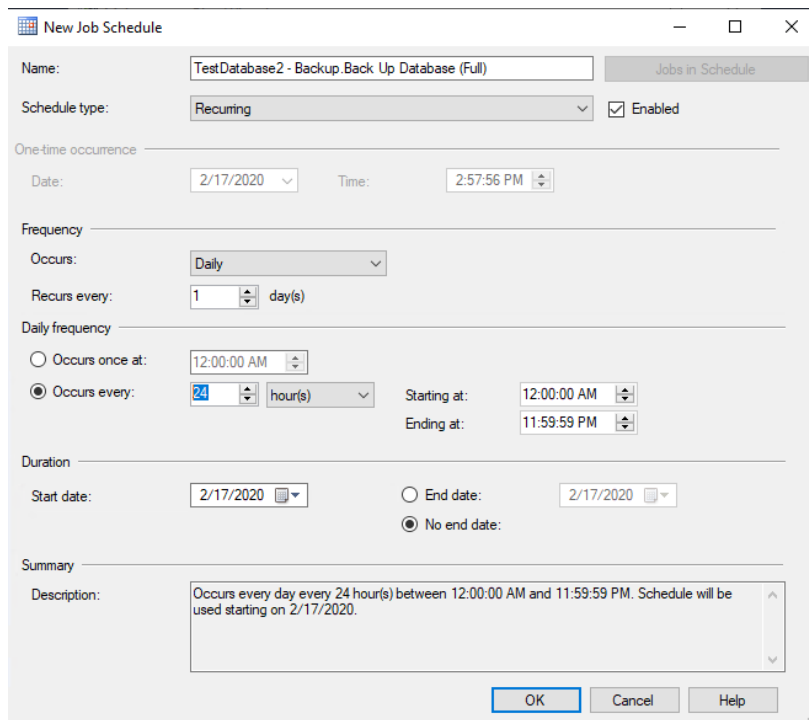 New Job Schedule
Name: TestDatabase2 - Backup.Back Up Database (Full) Jobs in Schedule
Schedule type: Recurring Enabled
One-time occurrence
Date: 2/17/2020 Time: 2:57:56 PM
Frequency
Occurs: Daily
Recurs every: 1 day(s)
Daily frequency
Occurs once at: 12:00:00 AM
Occurs every: 24 hour(s) Starting at: 12:00:00 AM
Ending at: 11:59:59 PM
Duration
Start date: 2/17/2020 End date: 2/17/2020
No end date:
Summary
Description: Occurs every day every 24 hour(s) between 12:00:00 AM and 11:59:59 PM. Schedule will be
used starting on 2/17/2020.
OK Cancel Help